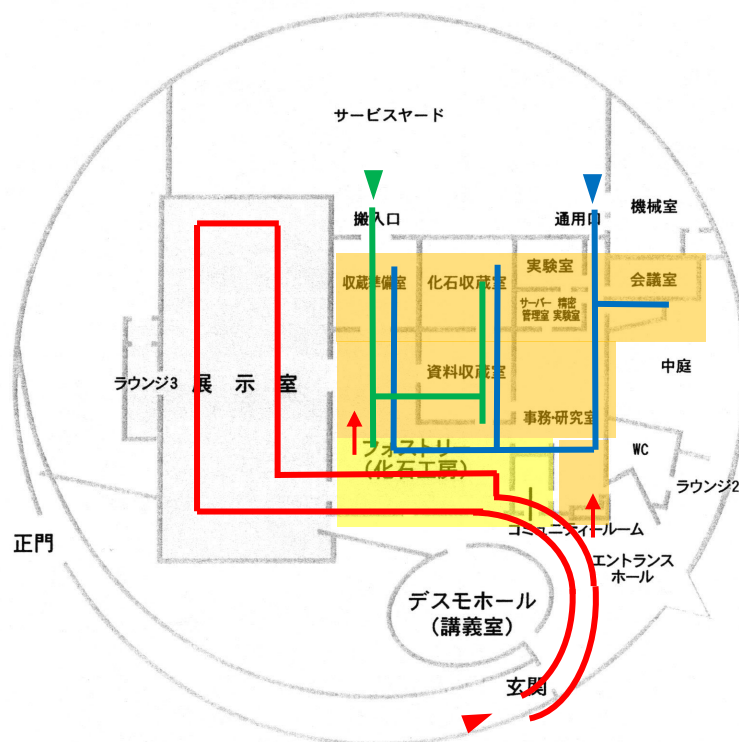 サービスヤード
搬入口
通用口
機械室
収蔵準備室
化石収蔵室
実験室
会議室
サーバー 精密
管理室 実験室
ラウンジ3
展 示 室
資料収蔵室
中庭
事務・研究室
フォストリー
(化石工房)
WC
ラウンジ2
コミュニティールーム
正門
エントランス
ホール
デスモホール
(講義室)
玄関